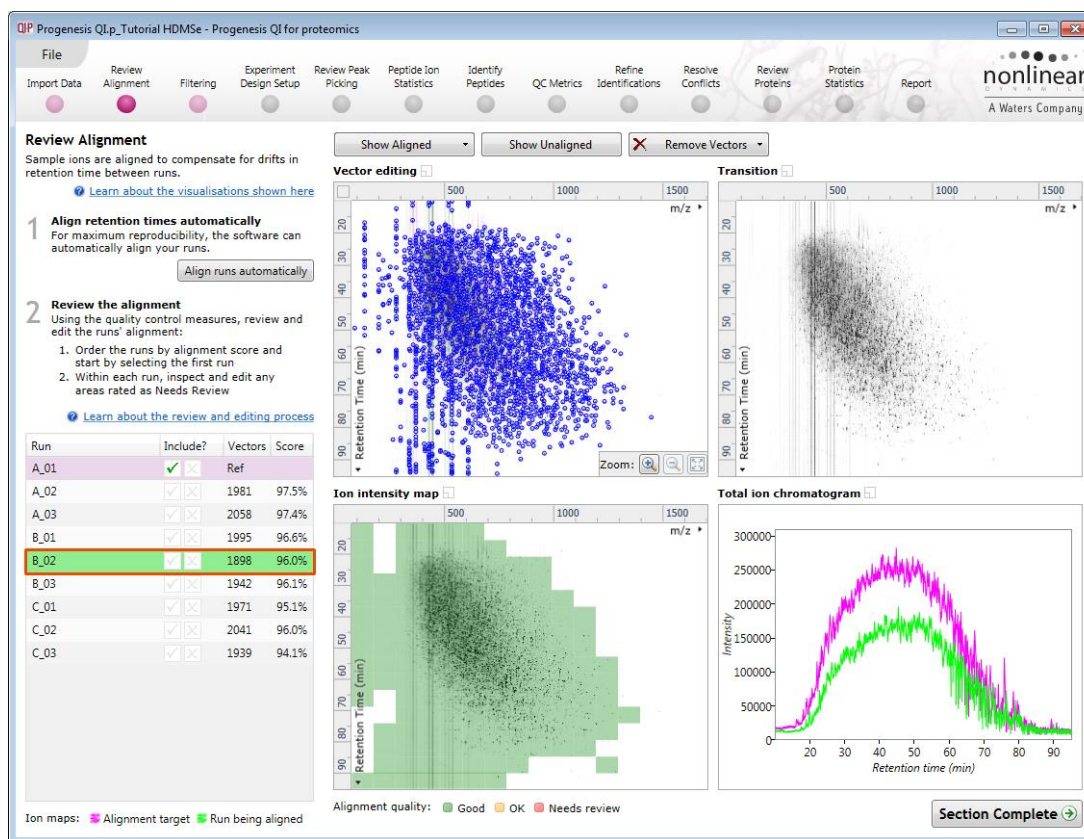 Progenesis QI.p_Tutorial HDMSe - Progenesis QI for proteomics
File
Import Data
Review Alignment
Filtering
Experiment Design Setup
Review Peak Picking
Peptide Ion Statistics
Identify Peptides
QC Metrics
Refine Identifications
Resolve Conflicts
Review Proteins
Protein Statistics
Report
nonlinear
DYNAMICS
A Waters Company
Review Alignment
Sample ions are aligned to compensate for drifts in
retention time between runs.
Learn about the visualisations shown here
1 Align retention times automatically
For maximum reproducibility, the software can
automatically align your runs.
Align runs automatically
2 Review the alignment
Using the quality control measures, review and
edit the runs' alignment:
1. Order the runs by alignment score and
start by selecting the first run
2. Within each run, inspect and edit any
areas rated as Needs Review
Learn about the review and editing process
Run Include? Vectors Score
A_01 Ref
A_02 1981 97.5%
A_03 2058 97.4%
B_01 1995 96.6%
B_02 1898 96.0%
B_03 1942 96.1%
C_01 1971 95.1%
C_02 2041 96.0%
C_03 1939 94.1%
Ion maps: Alignment target Run being aligned
Show Aligned
Show Unaligned
Remove Vectors
Vector editing
500 1000 1500
m/z
20 30 40 50 60 70 80 90
Retention Time (min)
Zoom:
Transition
500 1000 1500
m/z
20 30 40 50 60 70 80 90
Retention Time (min)
Ion intensity map
500 1000 1500
m/z
20 30 40 50 60 70 80 90
Retention Time (min)
Alignment quality: Good OK Needs review
Total ion chromatogram
300000
250000
200000
150000
100000
50000
0
Intensity
20 30 40 50 60 70 80 90
Retention time (min)
Section Complete